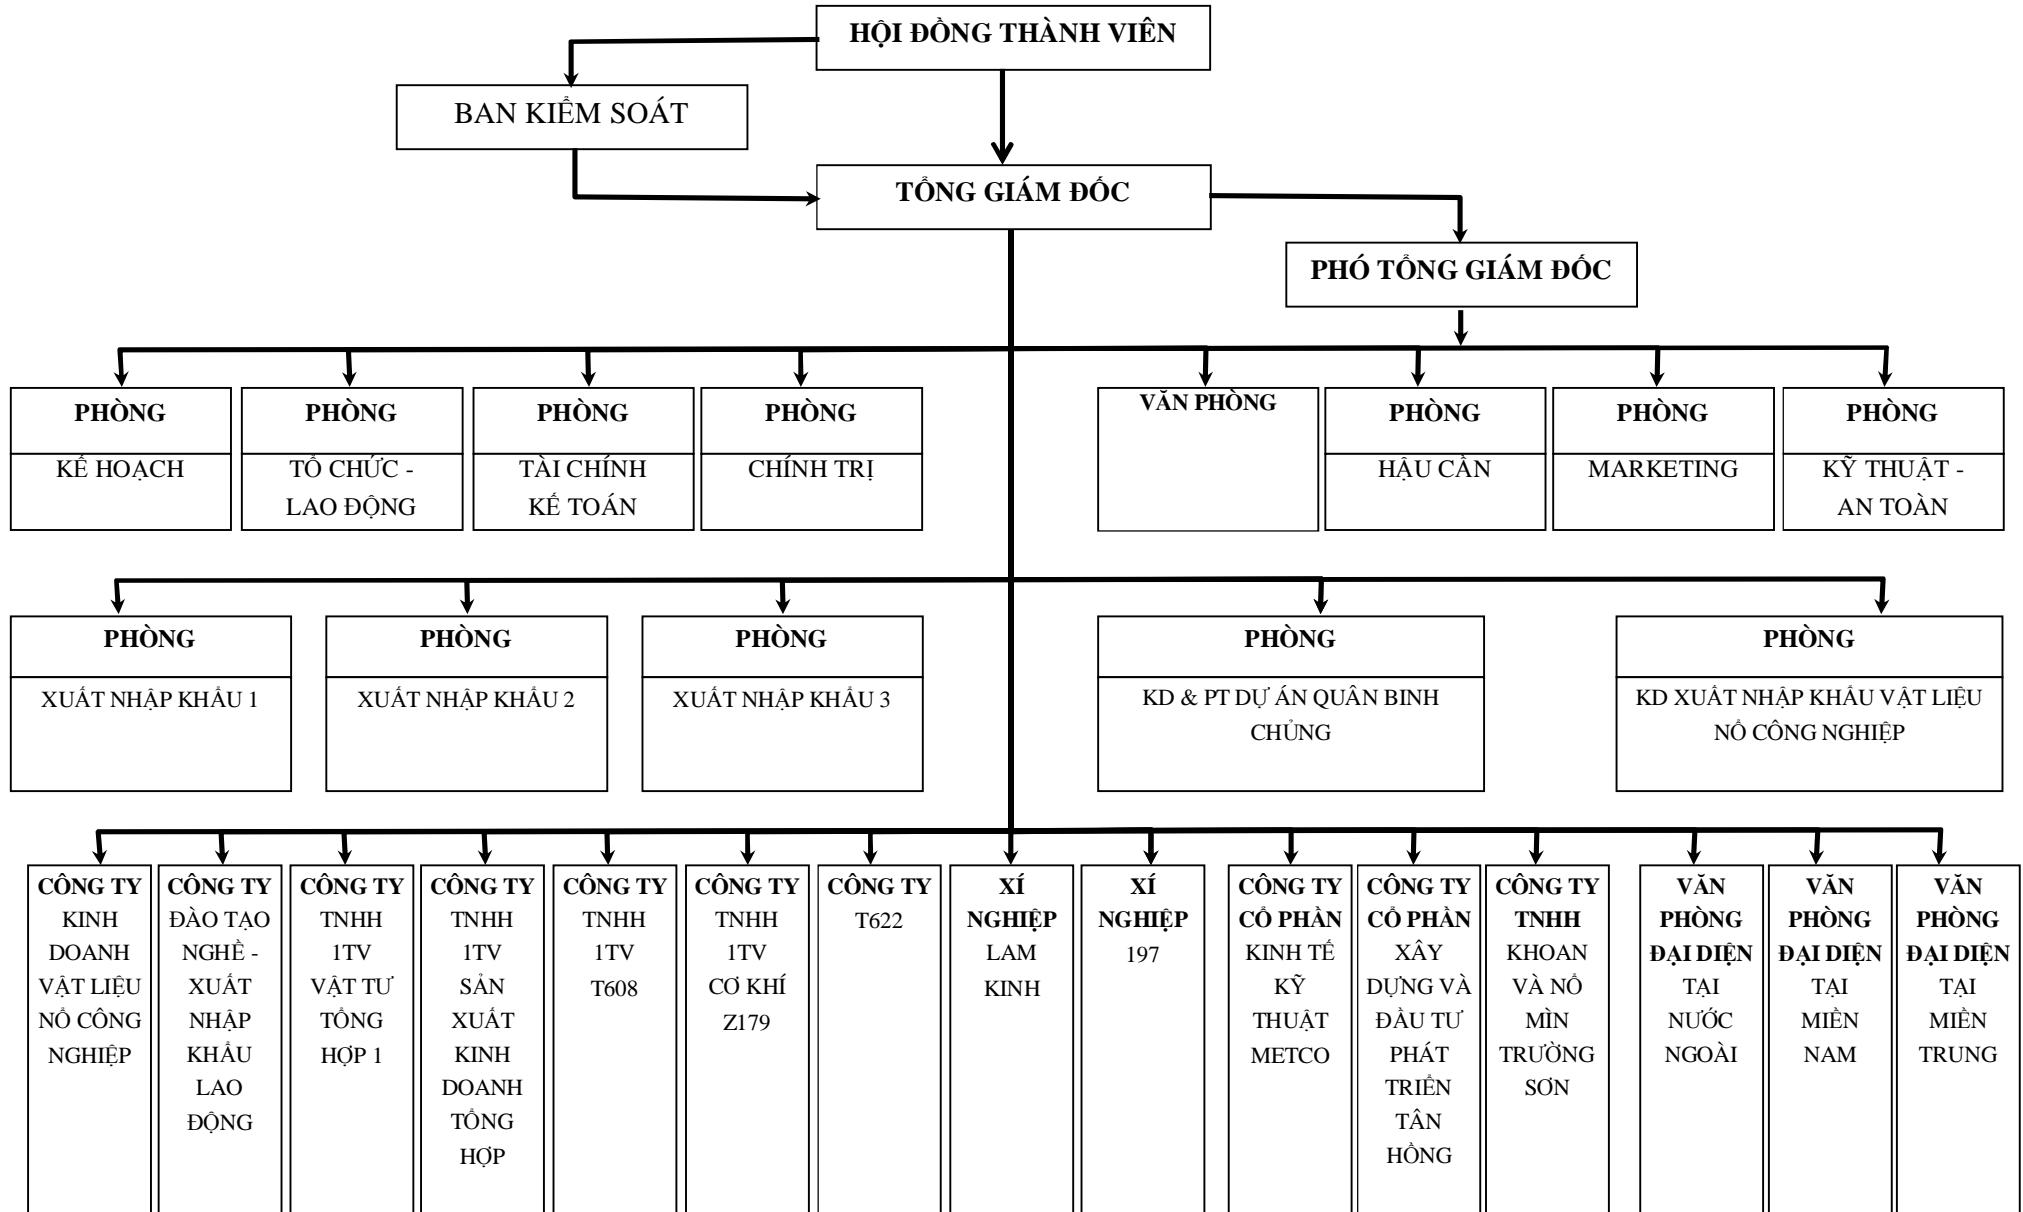 HỘI ĐỒNG THÀNH VIÊN
BAN KIỂM SOÁT
TỔNG GIÁM ĐỐC
PHÓ TỔNG GIÁM ĐỐC
PHÒNG
KẾ HOẠCH
PHÒNG
TỔ CHỨC -
LAO ĐỘNG
PHÒNG
TÀI CHÍNH
KẾ TOÁN
PHÒNG
CHÍNH TRỊ
VĂN PHÒNG
PHÒNG
HẬU CẦN
PHÒNG
MARKETING
PHÒNG
KỸ THUẬT -
AN TOÀN
PHÒNG
XUẤT NHẬP KHẨU 1
PHÒNG
XUẤT NHẬP KHẨU 2
PHÒNG
XUẤT NHẬP KHẨU 3
PHÒNG
KD & PT DỰ ÁN QUÂN BINH
CHỦNG
PHÒNG
KD XUẤT NHẬP KHẨU VẬT LIỆU
NỔ CÔNG NGHIỆP
CÔNG TY
KINH
DOANH
VẬT LIỆU
NỔ CÔNG
NGHIỆP
CÔNG TY
ĐÀO TẠO
NGHỀ -
XUẤT
NHẬP
KHẨU
LAO
ĐỘNG
CÔNG TY
TNHH
1TV
VẬT TƯ
TỔNG
HỢP 1
CÔNG TY
TNHH
1TV
SẢN
XUẤT
KINH
DOANH
TỔNG
HỢP
CÔNG TY
TNHH
1TV
T608
CÔNG TY
TNHH
1TV
CƠ KHÍ
Z179
CÔNG TY
T622
XÍ
NGHIỆP
LAM
KINH
XÍ
NGHIỆP
197
CÔNG TY
CỔ PHẦN
KINH TẾ
KỸ
THUẬT
METCO
CÔNG TY
CỔ PHẦN
XÂY
DỰNG VÀ
ĐẦU TƯ
PHÁT
TRIỂN
TÂN
HỒNG
CÔNG TY
TNHH
KHOAN
VÀ NỔ
MÌN
TRƯỜNG
SƠN
VĂN
PHÒNG
ĐẠI DIỆN
TẠI
NƯỚC
NGOÀI
VĂN
PHÒNG
ĐẠI DIỆN
TẠI
MIỀN
NAM
VĂN
PHÒNG
ĐẠI DIỆN
TẠI
MIỀN
TRUNG